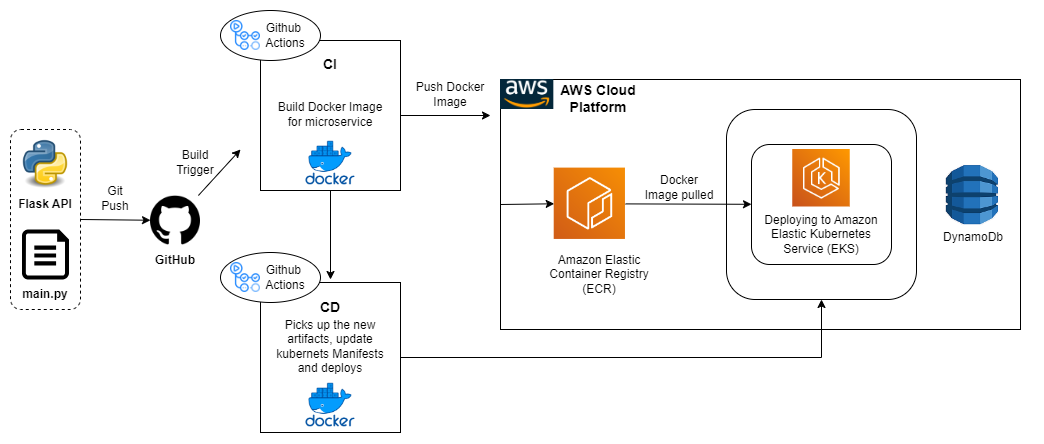 Github
Actions
CI
Build Docker Image
for microservice
docker
Push Docker
Image
aws
AWS Cloud
Platform
Flask API
main.py
Git
Push
GitHub
Build
Trigger
Amazon Elastic
Container Registry
(ECR)
Docker
Image pulled
K
Deploying to Amazon
Elastic Kubernetes
Service (EKS)
DynamoDb
Github
Actions
CD
Picks up the new
artifacts, update
kubernets Manifests
and deploys
docker